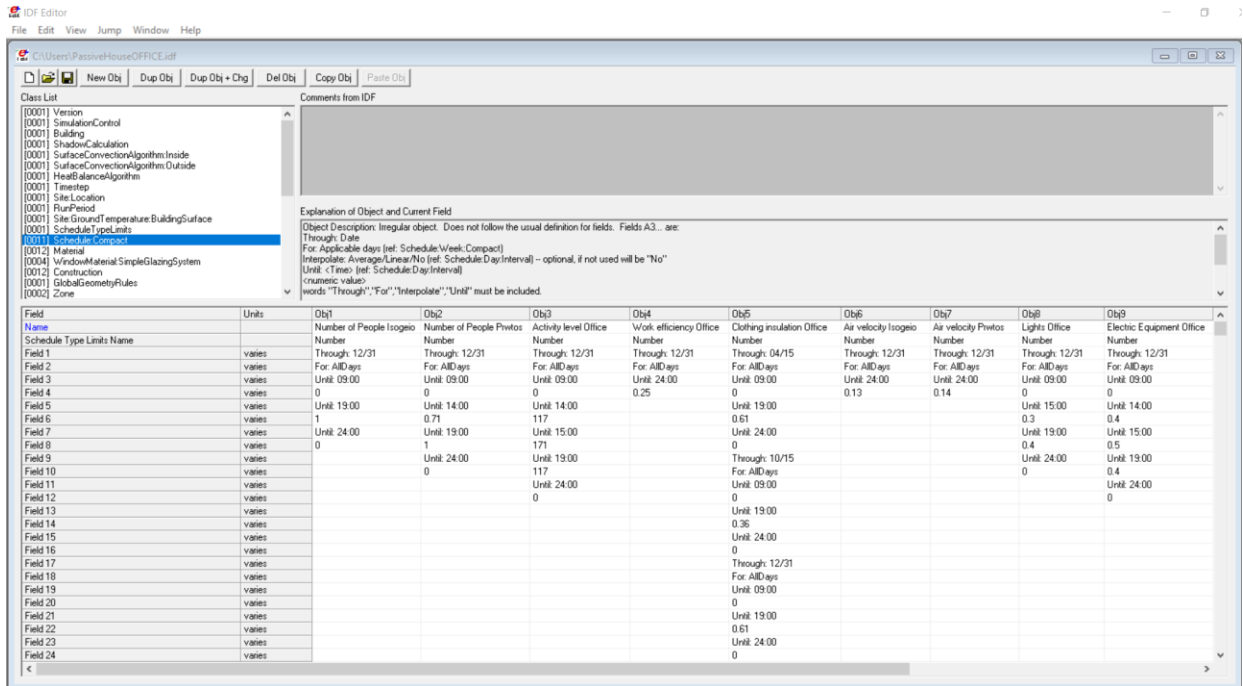 IDF Editor
File Edit View Jump Window Help
C:\Users\PassiveHouseOFFICE.idf
New Obj Dup Obj Dup Obj + Chg Del Obj Copy Obj Paste Obj
Class List
[0001] Version
[0001] SimulationControl
[0001] Building
[0001] ShadowCalculation
[0001] SurfaceConvectionAlgorithm:Inside
[0001] SurfaceConvectionAlgorithm:Outside
[0001] HeatBalanceAlgorithm
[0001] Timestep
[0001] Site:Location
[0001] RunPeriod
[0001] Site:GroundTemperature:BuildingSurface
[0001] ScheduleTypeLimits
[0011] Schedule:Compact
[0012] Material
[0004] WindowMaterial:SimpleGlazingSystem
[0012] Construction
[0001] GlobalGeometryRules
[0002] Zone
Comments from IDF
Explanation of Object and Current Field
Object Description: Irregular object. Does not follow the usual definition for fields. Fields A3... are:
Through: Date
For: Applicable days (ref: Schedule:Week:Compact)
Interpolate: Average/Linear/No (ref: Schedule:Day:Interval) -- optional, if not used will be "No"
Until: <Time> (ref: Schedule:Day:Interval)
<numeric value>
words "Through","For","Interpolate","Until" must be included.
Field Units Obj1 Obj2 Obj3 Obj4 Obj5 Obj6 Obj7 Obj8 Obj9
Name Number of People Isogeio Number of People Prwtos Activity level Office Work efficiency Office Clothing insulation Office Air velocity Isogeio Air velocity Prwtos Lights Office Electric Equipment Office
Schedule Type Limits Name Number Number Number Number Number Number Number Number Number
Field 1 varies Through: 12/31 Through: 12/31 Through: 12/31 Through: 12/31 Through: 04/15 Through: 12/31 Through: 12/31 Through: 12/31 Through: 12/31
Field 2 varies For: AllDays For: AllDays For: AllDays For: AllDays For: AllDays For: AllDays For: AllDays For: AllDays For: AllDays
Field 3 varies Until: 09:00 Until: 09:00 Until: 09:00 Until: 24:00 Until: 09:00 Until: 24:00 Until: 24:00 Until: 09:00 Until: 09:00
Field 4 varies 0 0 0 0.25 0 0.13 0.14 0 0
Field 5 varies Until: 19:00 Until: 14:00 Until: 14:00 Until: 19:00 Until: 15:00 Until: 14:00
Field 6 varies 1 0.71 117 0.61 0.3 0.4
Field 7 varies Until: 24:00 Until: 19:00 Until: 15:00 Until: 24:00 Until: 19:00 Until: 15:00
Field 8 varies 0 1 171 0 0.4 0.5
Field 9 varies Until: 24:00 Until: 19:00 Through: 10/15 Until: 24:00 Until: 19:00
Field 10 varies 0 117 For: AllDays 0 0.4
Field 11 varies Until: 24:00 Until: 09:00 Until: 24:00
Field 12 varies 0 0 0
Field 13 varies Until: 19:00
Field 14 varies 0.36
Field 15 varies Until: 24:00
Field 16 varies 0
Field 17 varies Through: 12/31
Field 18 varies For: AllDays
Field 19 varies Until: 09:00
Field 20 varies 0
Field 21 varies Until: 19:00
Field 22 varies 0.61
Field 23 varies Until: 24:00
Field 24 varies 0